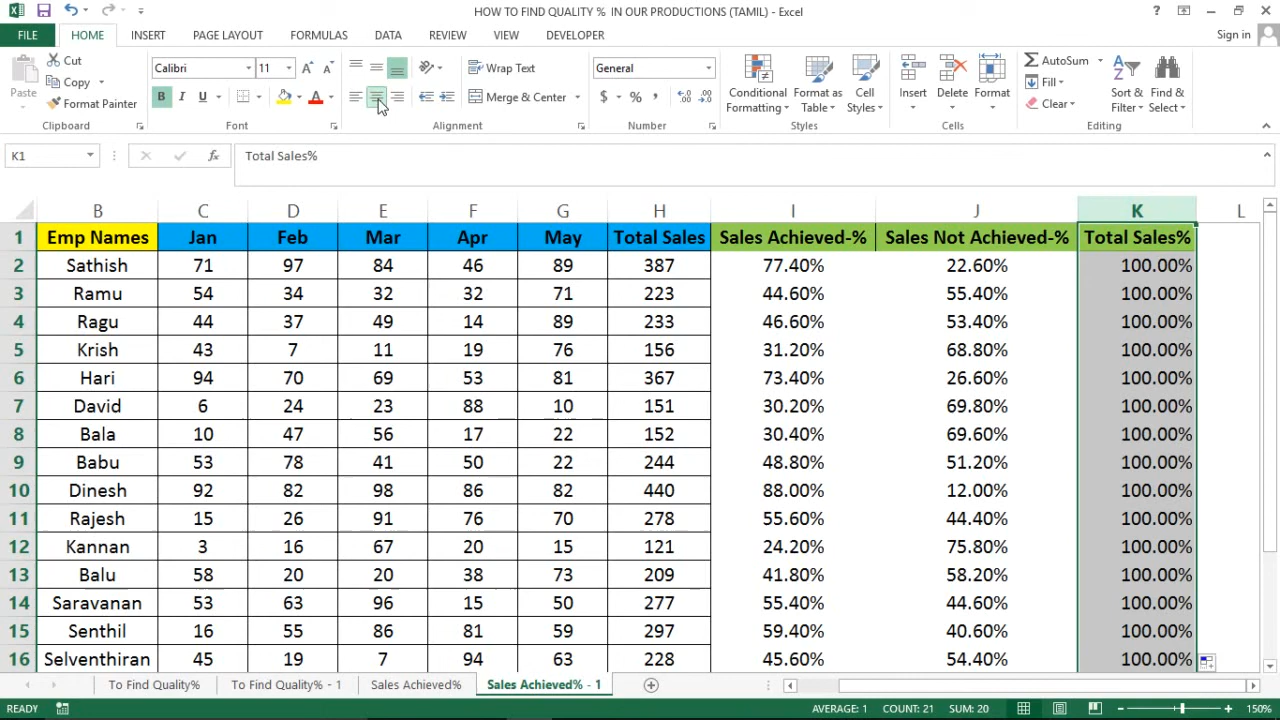 HOW TO FIND QUALITY % IN OUR PRODUCTIONS (TAMIL) - Excel
FILE HOME INSERT PAGE LAYOUT FORMULAS DATA REVIEW VIEW DEVELOPER Sign in
Paste Cut Copy Format Painter Clipboard
Calibri 11 B I U A Font
Wrap Text Merge & Center Alignment
General $ % , Number
Conditional Formatting Format as Table Cell Styles Styles
Insert Delete Format Cells
AutoSum Fill Clear Sort & Filter Find & Select Editing
K1 fx Total Sales%
B C D E F G H I J K L
1 Emp Names Jan Feb Mar Apr May Total Sales Sales Achieved-% Sales Not Achieved-% Total Sales%
2 Sathish 71 97 84 46 89 387 77.40% 22.60% 100.00%
3 Ramu 54 34 32 32 71 223 44.60% 55.40% 100.00%
4 Ragu 44 37 49 14 89 233 46.60% 53.40% 100.00%
5 Krish 43 7 11 19 76 156 31.20% 68.80% 100.00%
6 Hari 94 70 69 53 81 367 73.40% 26.60% 100.00%
7 David 6 24 23 88 10 151 30.20% 69.80% 100.00%
8 Bala 10 47 56 17 22 152 30.40% 69.60% 100.00%
9 Babu 53 78 41 50 22 244 48.80% 51.20% 100.00%
10 Dinesh 92 82 98 86 82 440 88.00% 12.00% 100.00%
11 Rajesh 15 26 91 76 70 278 55.60% 44.40% 100.00%
12 Kannan 3 16 67 20 15 121 24.20% 75.80% 100.00%
13 Balu 58 20 20 38 73 209 41.80% 58.20% 100.00%
14 Saravanan 53 63 96 15 50 277 55.40% 44.60% 100.00%
15 Senthil 16 55 86 81 59 297 59.40% 40.60% 100.00%
16 Selventhiran 45 19 7 94 63 228 45.60% 54.40% 100.00%
To Find Quality% To Find Quality% - 1 Sales Achieved% Sales Achieved% - 1
READY AVERAGE: 1 COUNT: 21 SUM: 20 150%